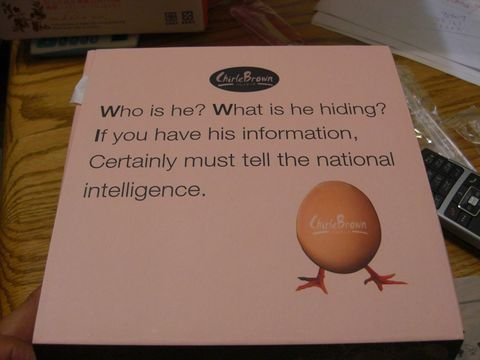 ChirleBrown
Who is he? What is he hiding?
If you have his information,
Certainly must tell the national
intelligence.
ChirleBrown